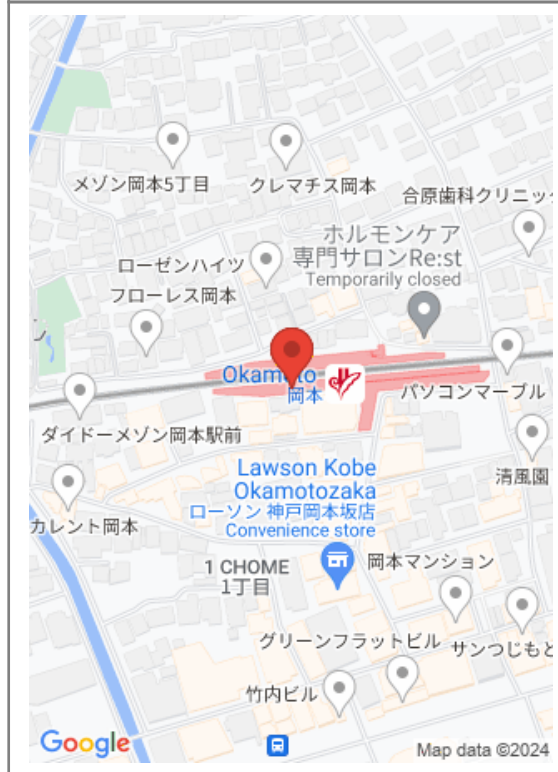 メゾン岡本5丁目
クレマチス岡本
合原歯科クリニック
ホルモンケア
専門サロンRe:st
Temporarily closed
ローゼンハイツ
フローレス岡本
ン
Okamoto
岡本
パソコンマーブル
ダイドーメゾン岡本駅前
清風園
Lawson Kobe
Okamotozaka
ローソン 神戸岡本坂店
Convenience store
カレント岡本
1 CHOME
1丁目
岡本マンション
グリーンフラットビル
サンつじもと
竹内ビル
Google
Map data ©2024